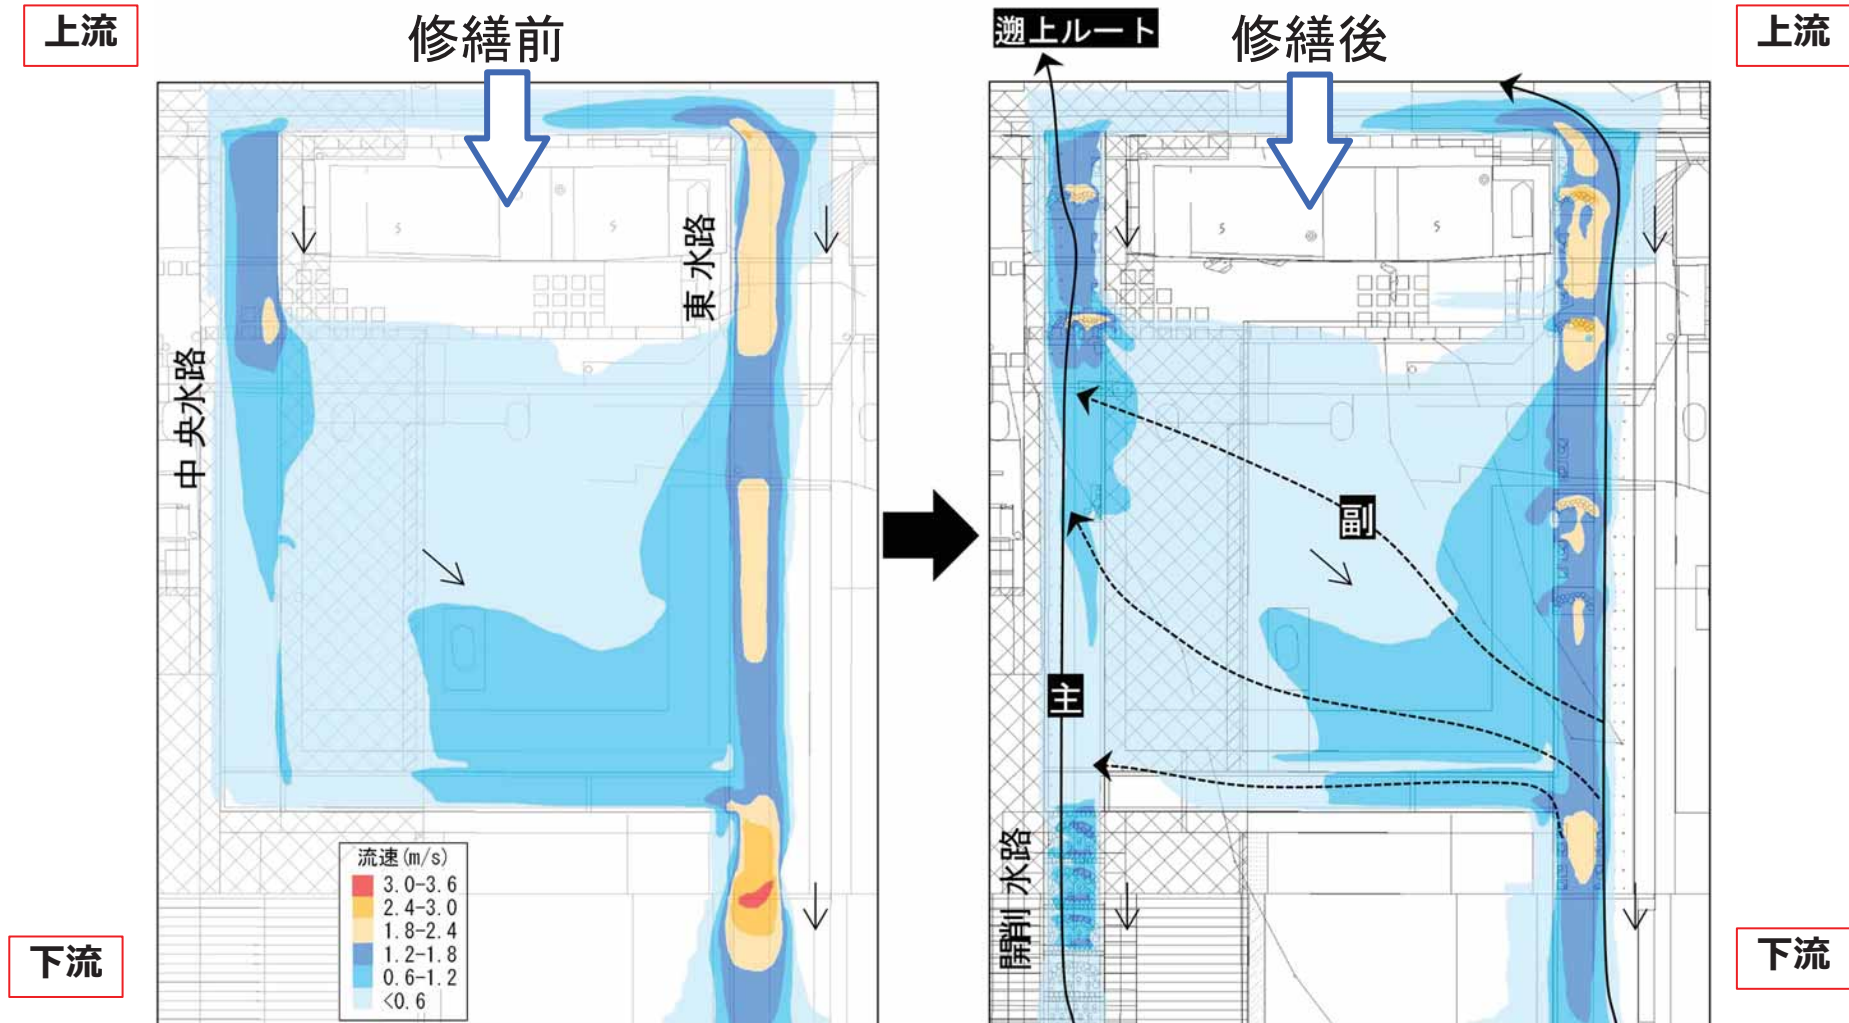 上流
修繕前
遡上ルート
修繕後
上流
東水路
中央水路
副
主
開削水路
流速(m/s)
3.0-3.6
2.4-3.0
1.8-2.4
1.2-1.8
0.6-1.2
<0.6
下流
下流